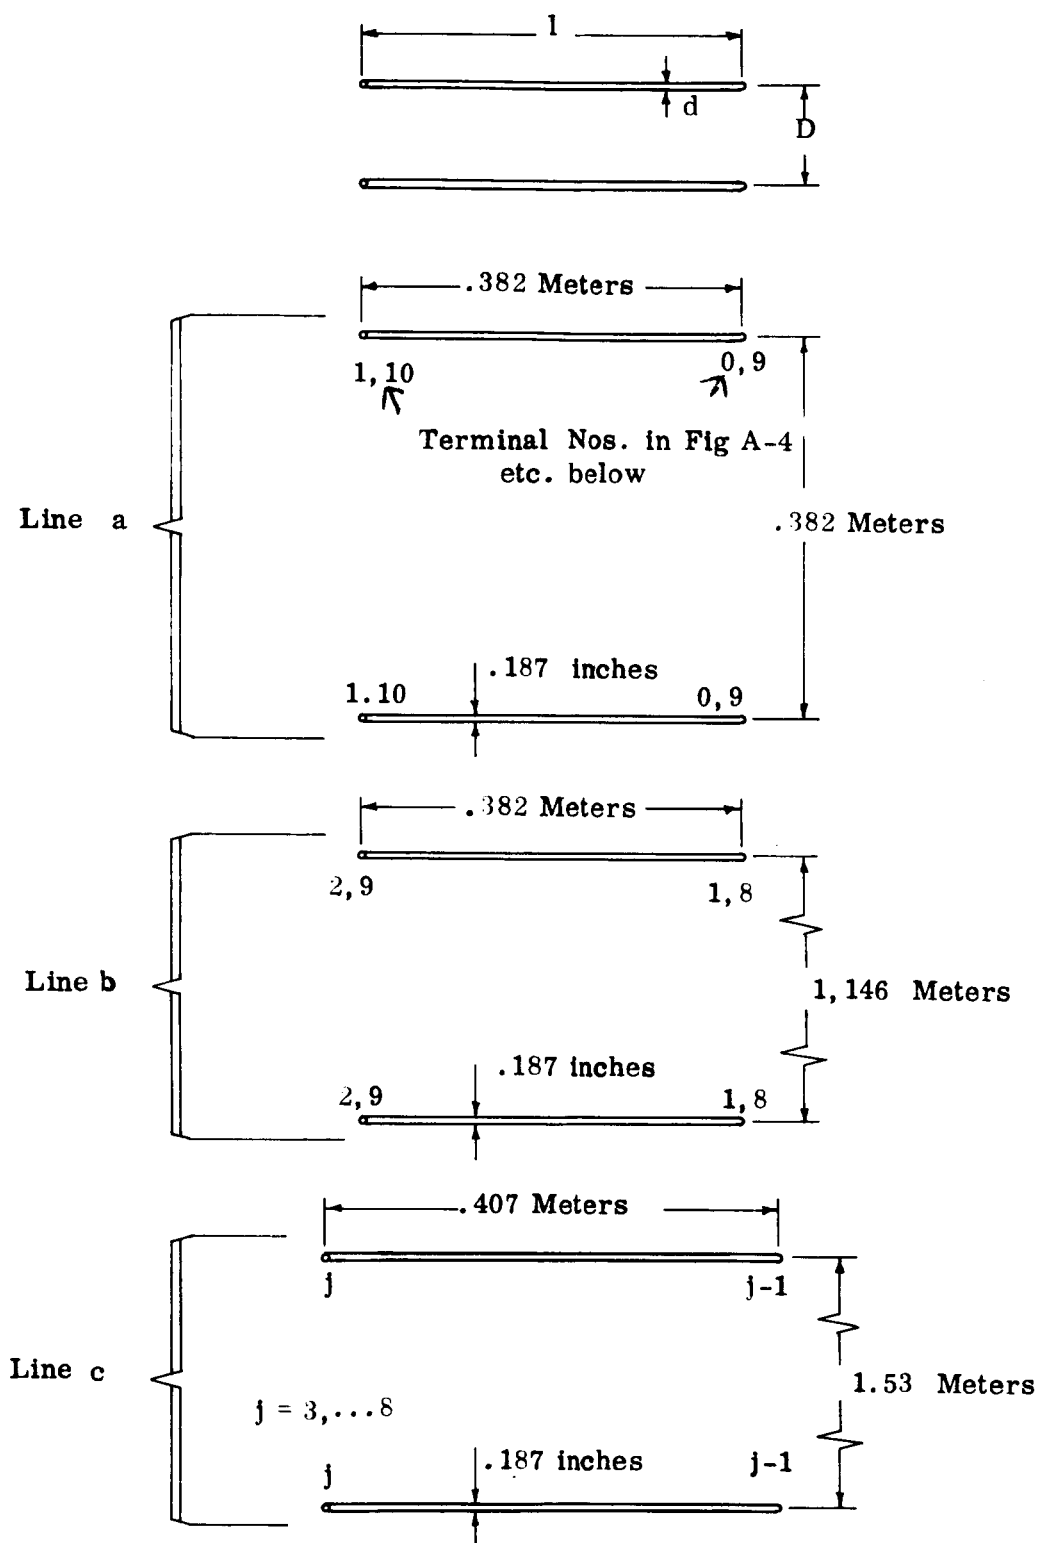 1
d
D
.382 Meters
1,10
0,9
Terminal Nos. in Fig A-4
etc. below
Line a
.382 Meters
.187 inches
1.10
0,9
.382 Meters
2,9
1,8
Line b
1,146 Meters
.187 inches
2,9
1,8
.407 Meters
j
j-1
Line c
1.53 Meters
j = 3,...8
.187 inches
j
j-1